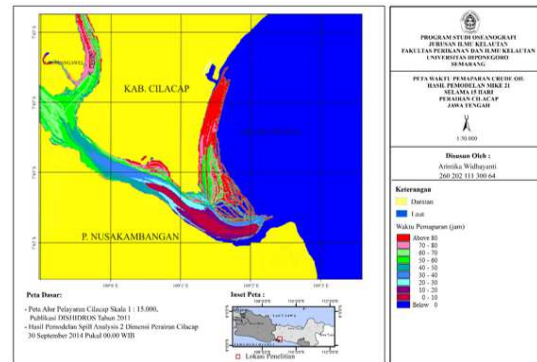 KAB. CILACAP
P. NUSAKAMBANGAN
PROGRAM STUDI OSEANOGRAFI
JURUSAN ILMU KELAUTAN
FAKULTAS PERIKANAN DAN ILMU KELAUTAN
UNIVERSITAS DIPONEGORO
SEMARANG
PETA WAKTU PEMAPARAN CRUDE OIL
HASIL PEMODELAN MIKE 21
SELAMA 15 HARI
PERAIRAN CILACAP
JAWA TENGAH
1:50.000
Disusun Oleh :
Aristika Widhayanti
260 202 111 300 64
Keterangan
Daratan
Laut
Waktu Pemaparan (jam)
Above 80
70 - 80
60 - 70
50 - 60
40 - 50
30 - 40
20 - 30
10 - 20
0 - 10
Below 0
Peta Dasar:
- Peta Alur Pelayaran Cilacap Skala 1 : 15.000,
Publikasi DISHIDROS Tahun 2011
- Hasil Pemodelan Spill Analysis 2 Dimensi Perairan Cilacap
30 September 2014 Pukul 00.00 WIB
Inset Peta :
Lokasi Penelitian